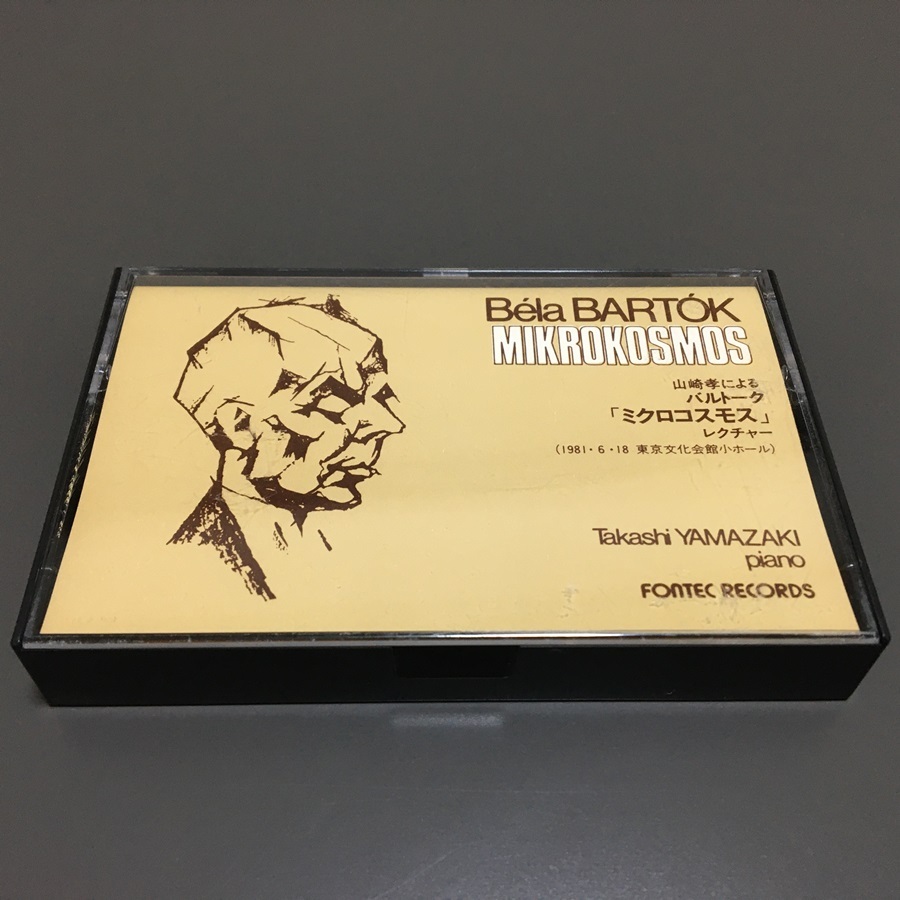 Béla BARTÓK
MIKROKOSMOS
山崎孝による
バルトーク
「ミクロコスモス」
レクチャー
(1981・6・18 東京文化会館小ホール)
Takashi YAMAZAKI
piano
FONTEC RECORDS